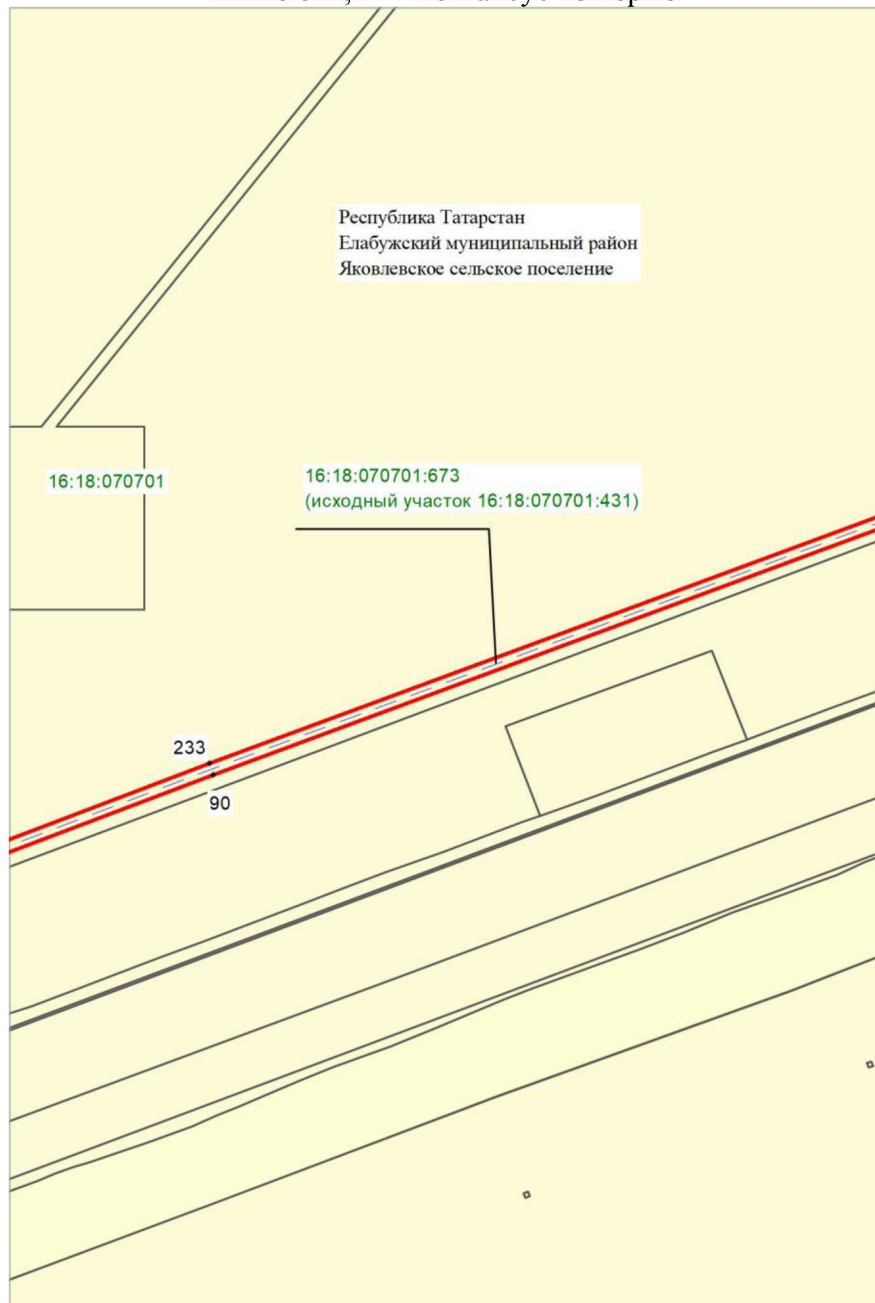 Республика Татарстан
Елабужский муниципальный район
Яковлевское сельское поселение
16:18:070701
16:18:070701:673
(исходный участок 16:18:070701:431)
233
90